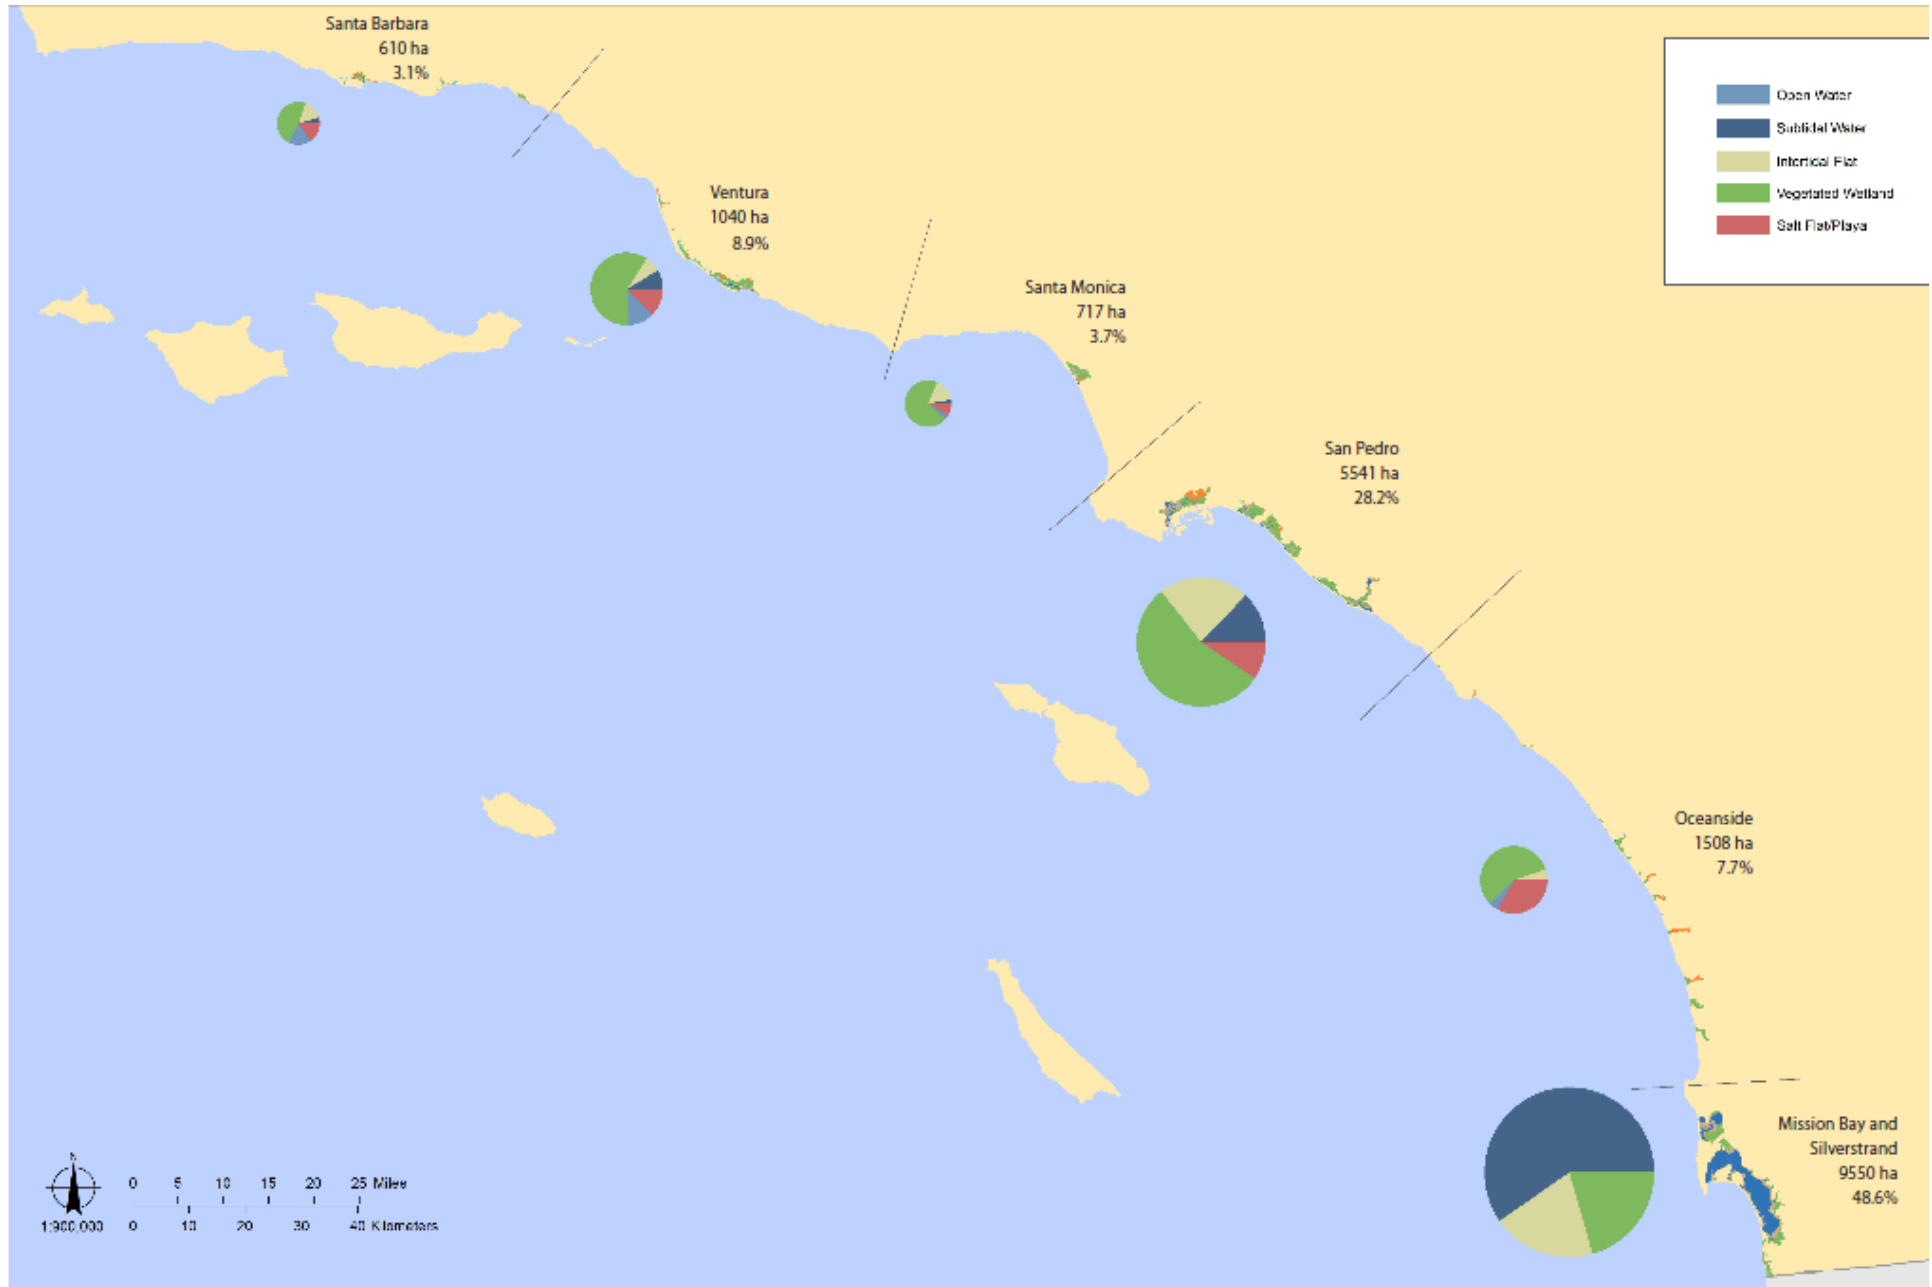 Santa Barbara
610 ha
3.1%
Ventura
1040 ha
8.9%
Santa Monica
717 ha
3.7%
San Pedro
5541 ha
28.2%
Oceanside
1508 ha
7.7%
Mission Bay and
Silverstrand
9550 ha
48.6%
Open Water
Subtidal Water
Intertidal Flat
Vegetated Wetland
Salt Flat/Playa
N
1:900,000
0 5 10 15 20 25 Miles
0 10 20 30 40 Kilometers